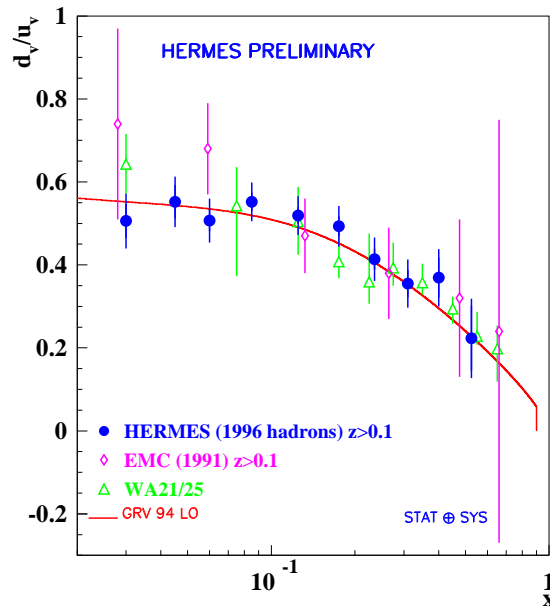 d_v/u_v
HERMES PRELIMINARY
1
0.8
0.6
0.4
0.2
0
-0.2
HERMES (1996 hadrons) z>0.1
EMC (1991) z>0.1
WA21/25
GRV 94 LO
STAT ⊕ SYS
10^-1
1
x